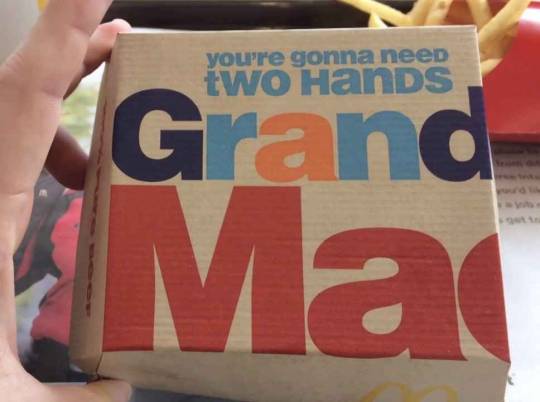 you're gonna need
two Hands
Grand
Mac